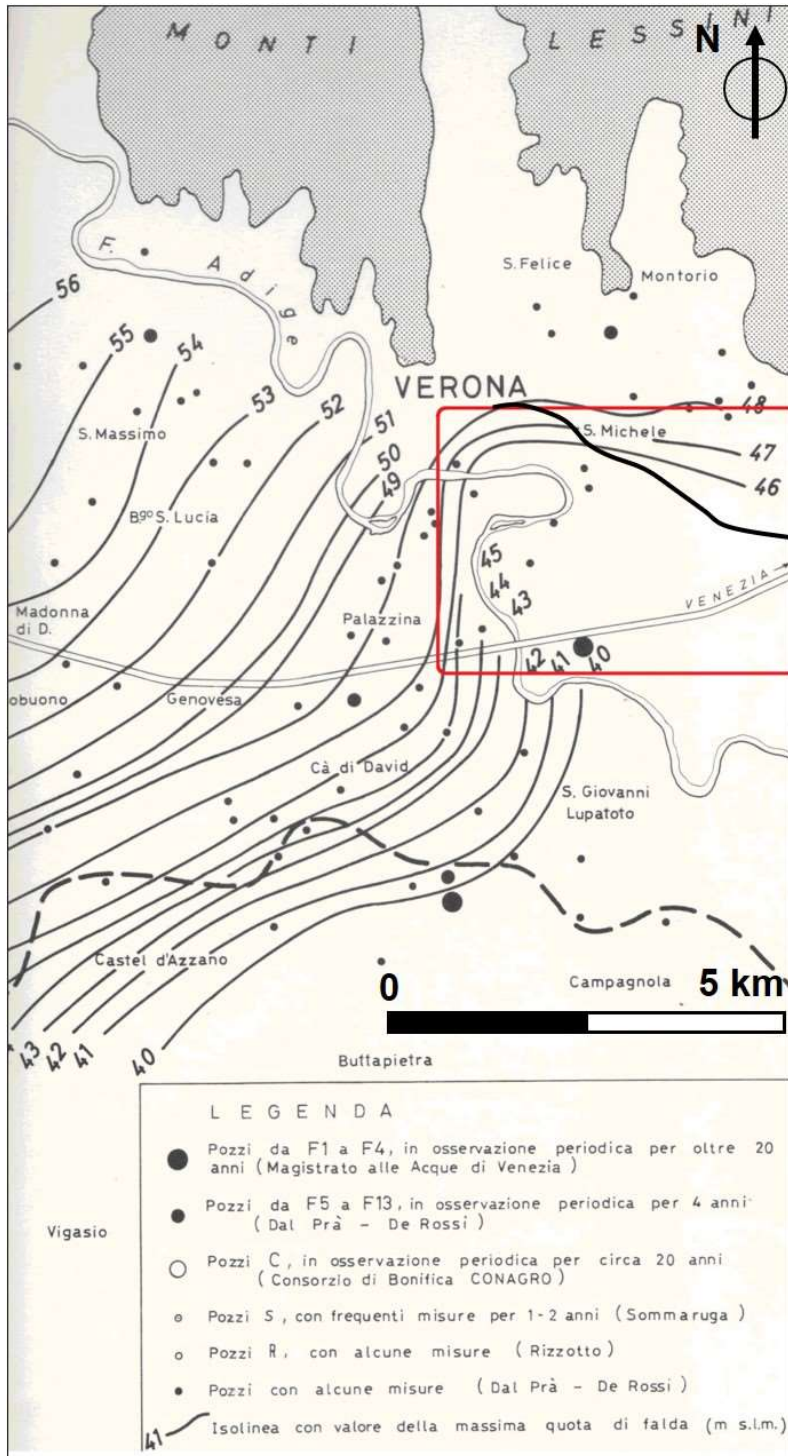 MONTI
LESSINI
N
F. Adige
S. Felice
Montorio
56
55
54
53
52
51
50
49
48
47
46
VERONA
S. Michele
S. Massimo
Bgo S. Lucia
45
44
43
VENEZIA
Madonna
di D.
Palazzina
42
41
40
obuono
Genovesa
Cà di David
S. Giovanni
Lupatoto
Castel d'Azzano
0
5 km
Campagnola
43
42
41
40
Buttapietra
LEGENDA
Pozzi da F1 a F4, in osservazione periodica per oltre 20
anni (Magistrato alle Acque di Venezia)
Pozzi da F5 a F13, in osservazione periodica per 4 anni
(Dal Prà - De Rossi)
Vigasio
Pozzi C, in osservazione periodica per circa 20 anni
(Consorzio di Bonifica CONAGRO)
Pozzi S, con frequenti misure per 1-2 anni (Sommaruga)
Pozzi R, con alcune misure (Rizzotto)
Pozzi con alcune misure (Dal Prà - De Rossi)
41 Isolinea con valore della massima quota di falda (m s.l.m.)